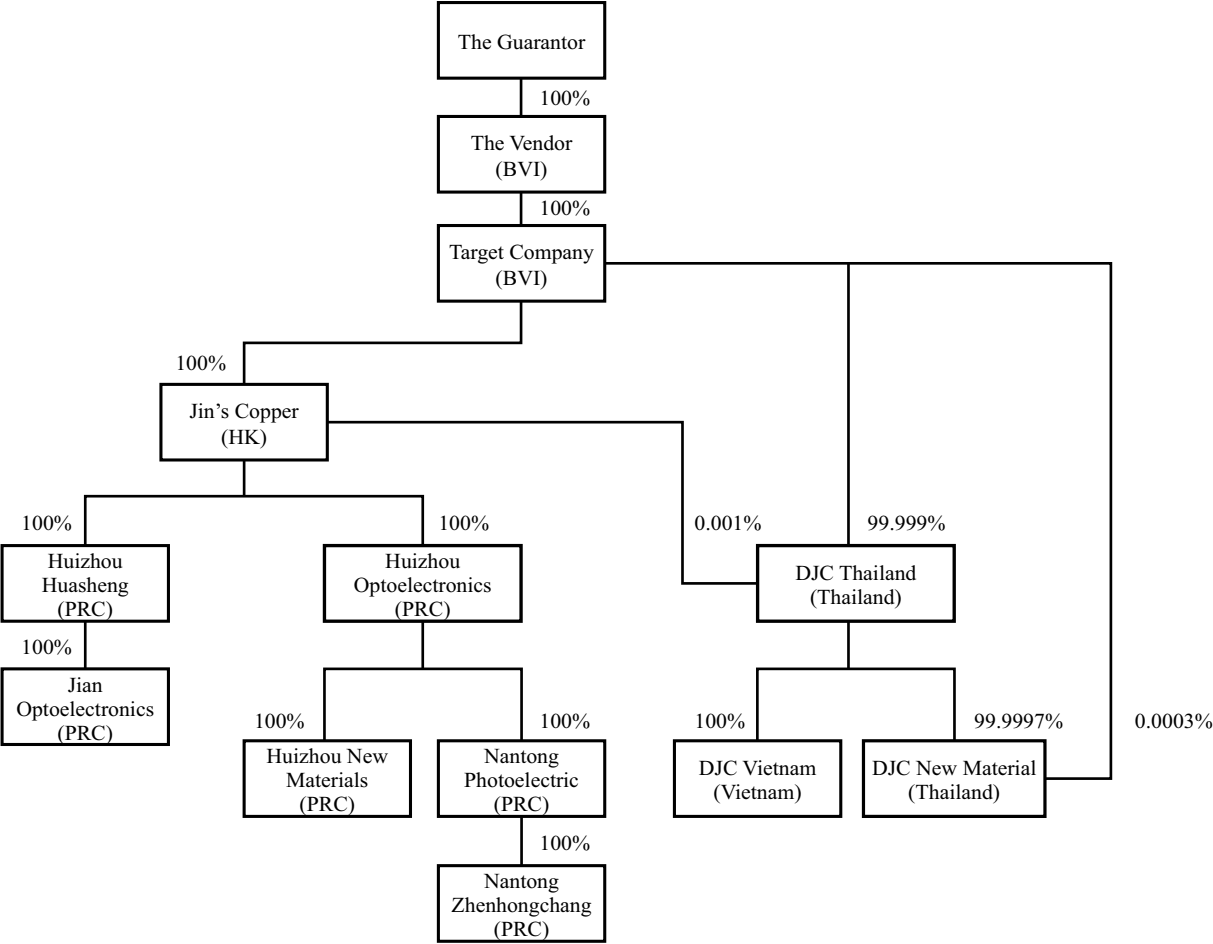 The Guarantor
100%
The Vendor
(BVI)
100%
Target Company
(BVI)
100%
Jin’s Copper
(HK)
100%
100%
0.001%
99.999%
Huizhou
Huasheng
(PRC)
Huizhou
Optoelectronics
(PRC)
DJC Thailand
(Thailand)
100%
Jian
Optoelectronics
(PRC)
100%
100%
100%
99.9997%
0.0003%
Huizhou New
Materials
(PRC)
Nantong
Photoelectric
(PRC)
DJC Vietnam
(Vietnam)
DJC New Material
(Thailand)
100%
Nantong
Zhenhongchang
(PRC)